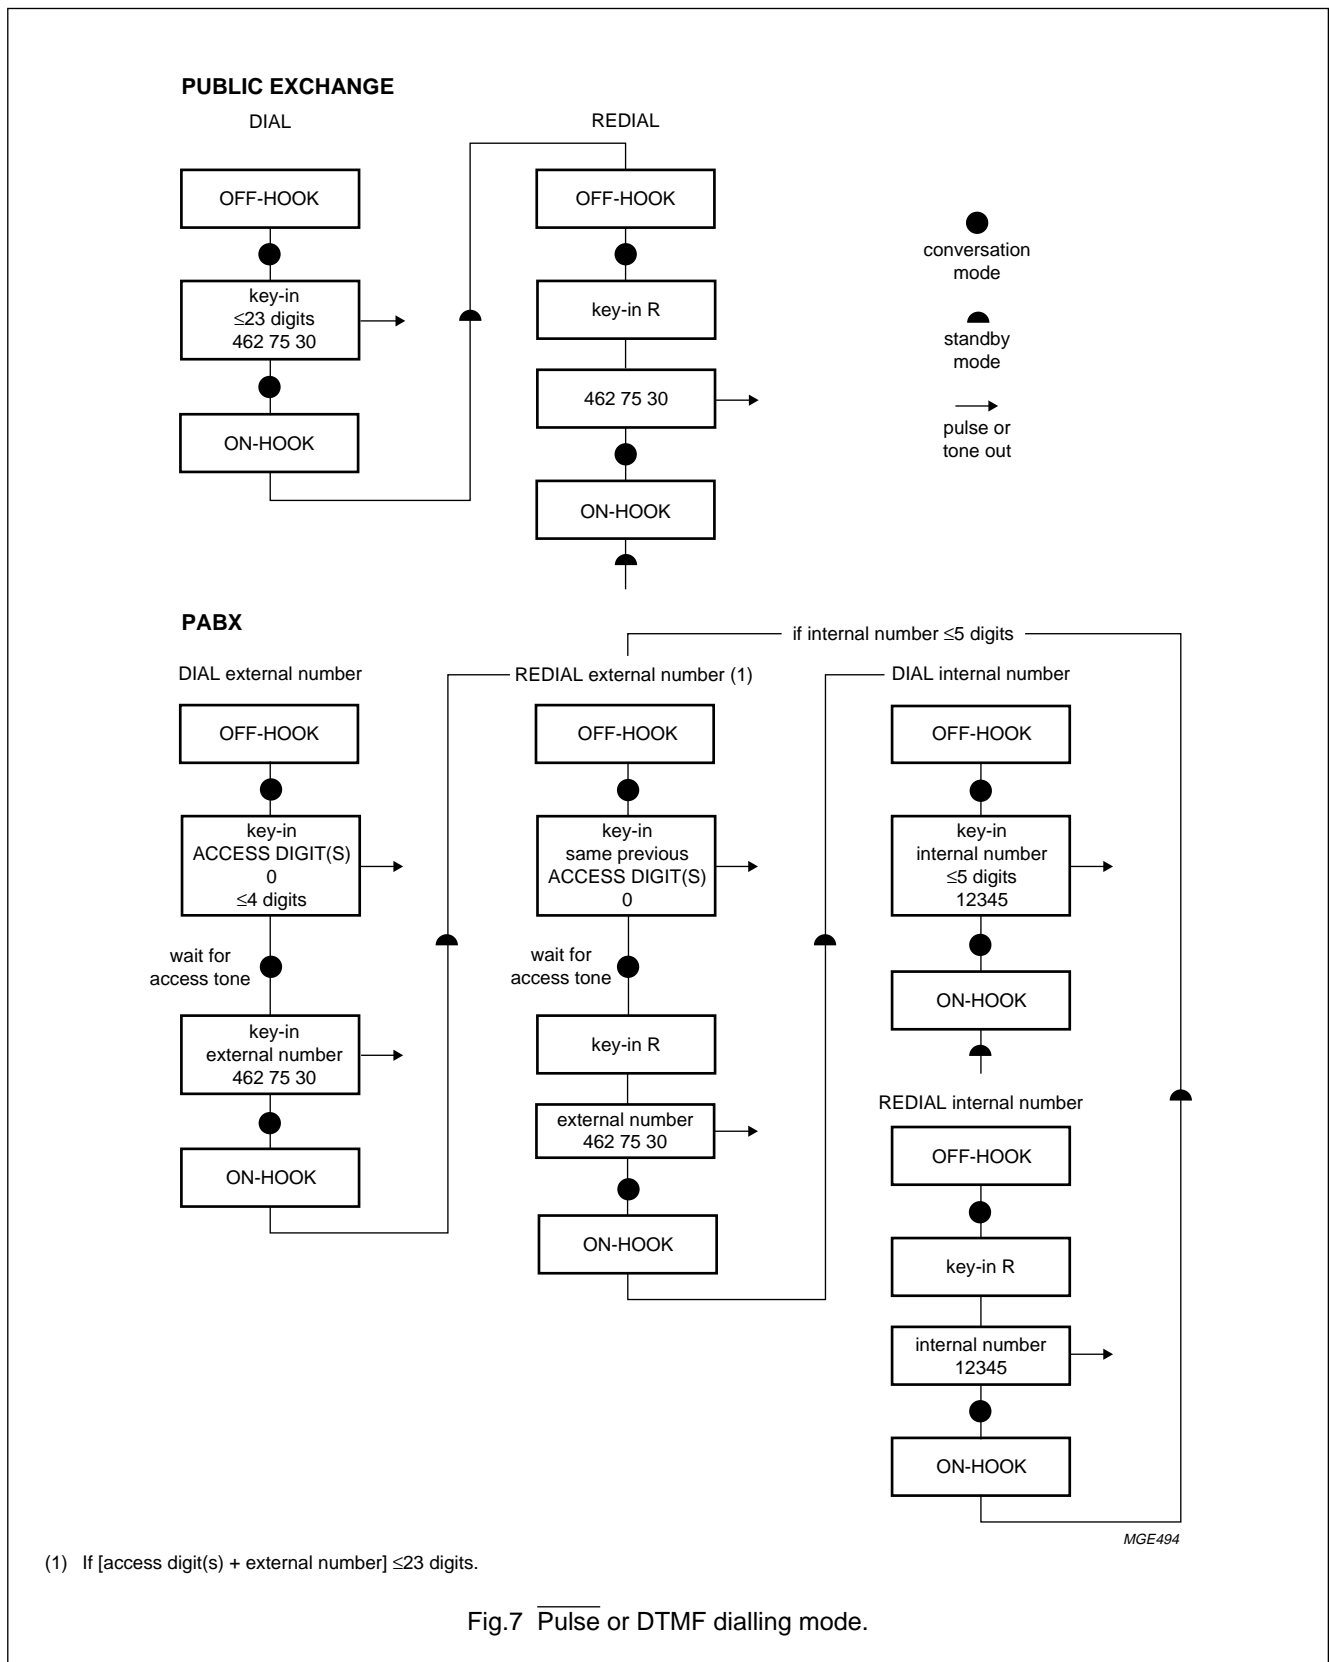 PUBLIC EXCHANGE
DIAL
REDIAL
OFF-HOOK
key-in
≤23 digits
462 75 30
ON-HOOK
OFF-HOOK
key-in R
462 75 30
ON-HOOK
conversation
mode
standby
mode
pulse or
tone out
PABX
if internal number ≤5 digits
DIAL external number
REDIAL external number (1)
DIAL internal number
OFF-HOOK
key-in
ACCESS DIGIT(S)
0
≤4 digits
wait for
access tone
key-in
external number
462 75 30
ON-HOOK
OFF-HOOK
key-in
same previous
ACCESS DIGIT(S)
0
wait for
access tone
key-in R
external number
462 75 30
ON-HOOK
OFF-HOOK
key-in
internal number
≤5 digits
12345
ON-HOOK
REDIAL internal number
OFF-HOOK
key-in R
internal number
12345
ON-HOOK
MGE494
(1) If [access digit(s) + external number] ≤23 digits.
Fig.7 Pulse or DTMF dialling mode.